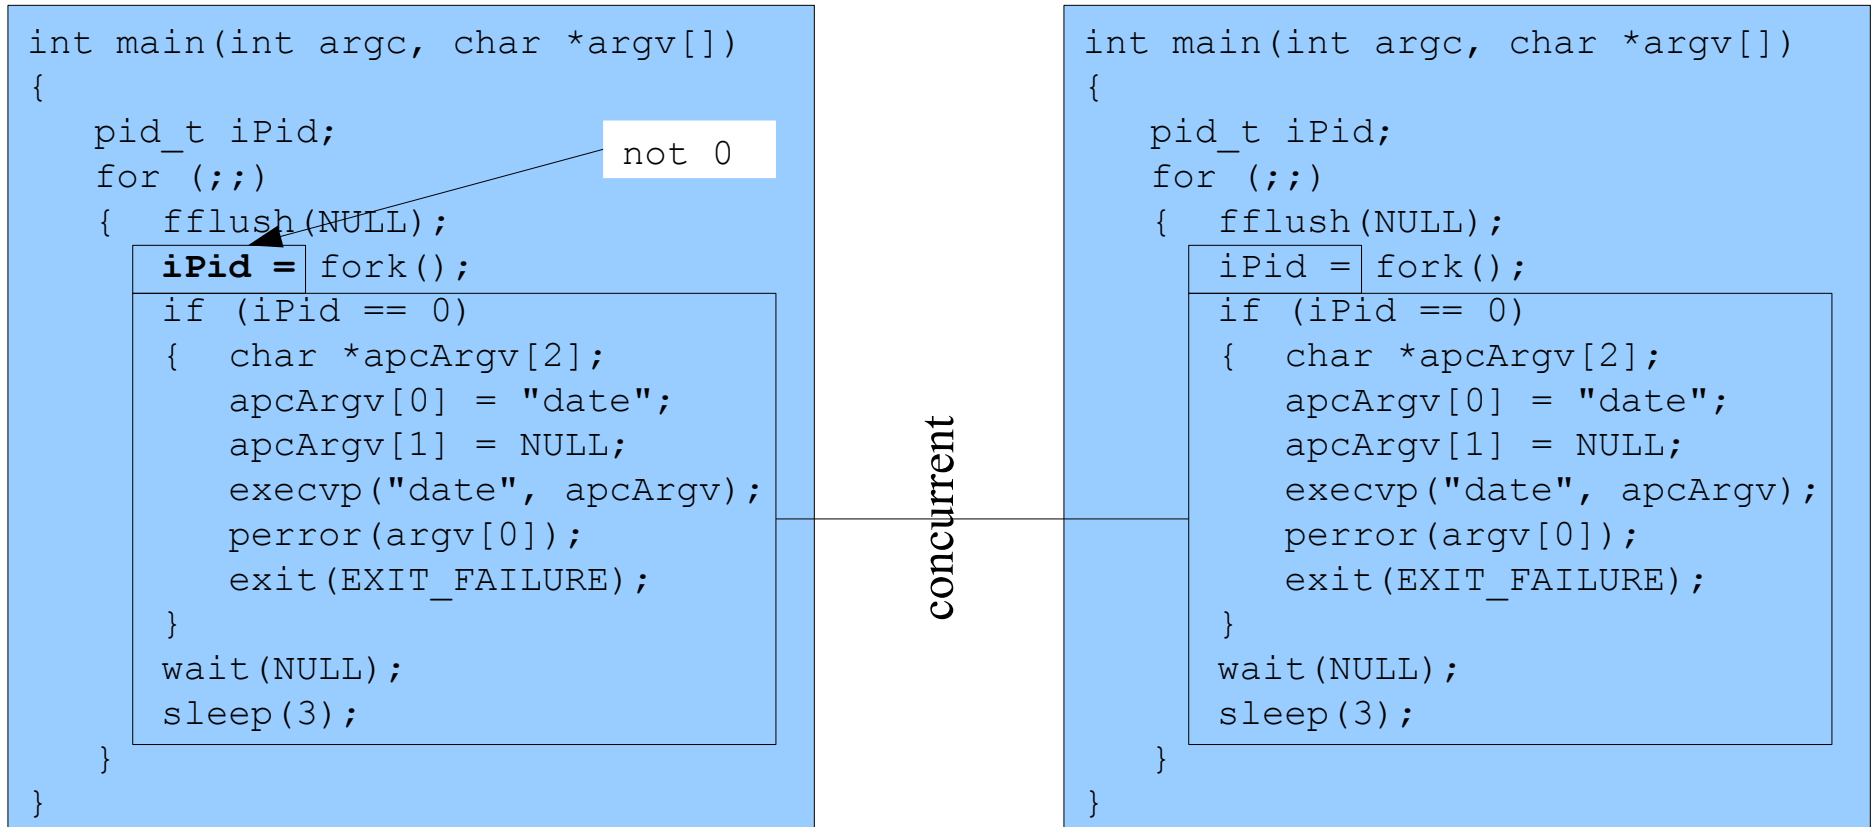 int main(int argc, char *argv[])
{
pid_t iPid;
not 0
for (;;)
{ fflush(NULL);
iPid = fork();
if (iPid == 0)
{ char *apcArgv[2];
apcArgv[0] = "date";
apcArgv[1] = NULL;
execvp("date", apcArgv);
perror(argv[0]);
exit(EXIT_FAILURE);
}
wait(NULL);
sleep(3);
}
}
concurrent
int main(int argc, char *argv[])
{
pid_t iPid;
for (;;)
{ fflush(NULL);
iPid = fork();
if (iPid == 0)
{ char *apcArgv[2];
apcArgv[0] = "date";
apcArgv[1] = NULL;
execvp("date", apcArgv);
perror(argv[0]);
exit(EXIT_FAILURE);
}
wait(NULL);
sleep(3);
}
}